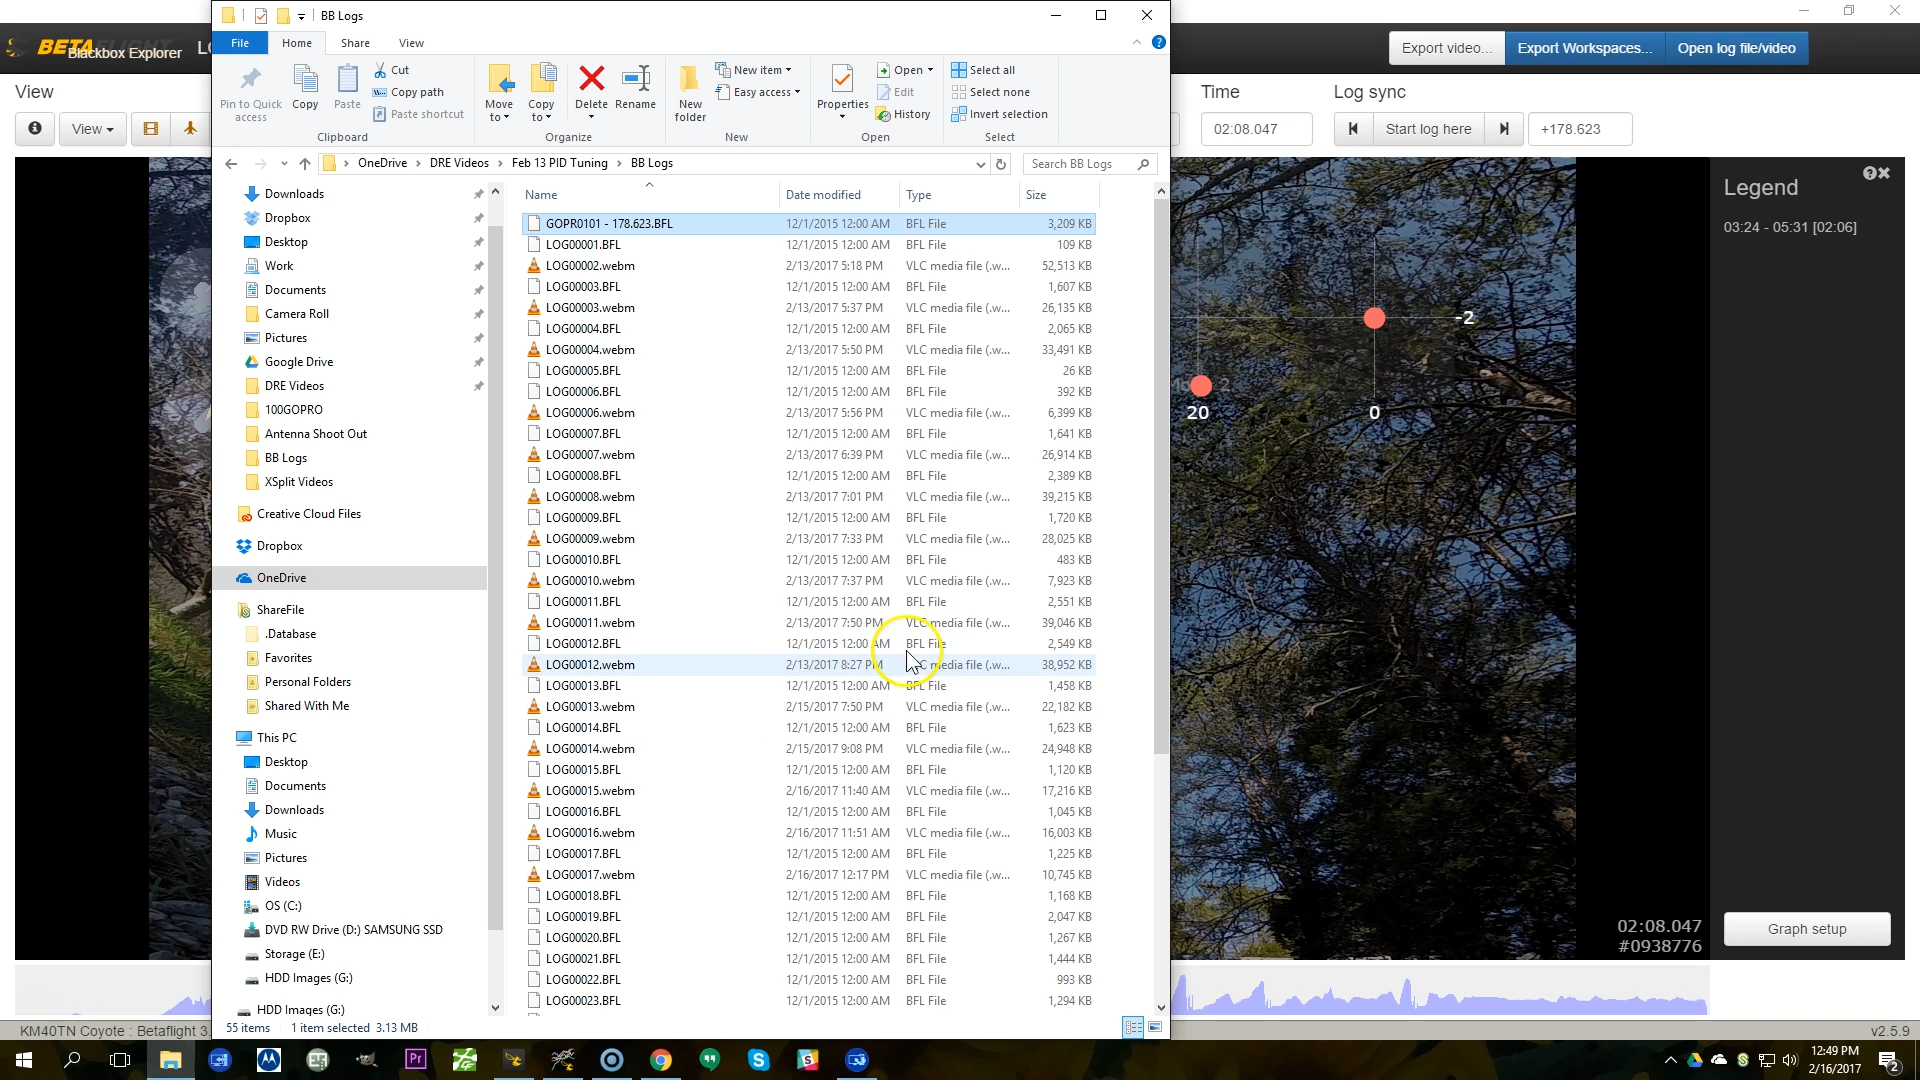 BB Logs
BETAFLIGHT
Blackbox Explorer
Export video...
Export Workspaces...
Open log file/video
File
Home
Share
View
Pin to Quick access
Copy
Paste
Cut
Copy path
Paste shortcut
Clipboard
Move to
Copy to
Delete
Rename
Organize
New folder
New item
Easy access
New
Properties
Open
Edit
History
Open
Select all
Select none
Invert selection
Select
View
View
Time
02:08.047
Log sync
Start log here
+178.623
OneDrive > DRE Videos > Feb 13 PID Tuning > BB Logs
Search BB Logs
Downloads
Dropbox
Desktop
Work
Documents
Camera Roll
Pictures
Google Drive
DRE Videos
100GOPRO
Antenna Shoot Out
BB Logs
XSplit Videos
Creative Cloud Files
Dropbox
OneDrive
ShareFile
.Database
Favorites
Personal Folders
Shared With Me
This PC
Desktop
Documents
Downloads
Music
Pictures
Videos
OS (C:)
DVD RW Drive (D:) SAMSUNG SSD
Storage (E:)
HDD Images (G:)
HDD Images (G:)
Name Date modified Type Size
GOPR0101 - 178.623.BFL 12/1/2015 12:00 AM BFL File 3,209 KB
LOG00001.BFL 12/1/2015 12:00 AM BFL File 109 KB
LOG00002.webm 2/13/2017 5:18 PM VLC media file (.w... 52,513 KB
LOG00003.BFL 12/1/2015 12:00 AM BFL File 1,607 KB
LOG00003.webm 2/13/2017 5:37 PM VLC media file (.w... 26,135 KB
LOG00004.BFL 12/1/2015 12:00 AM BFL File 2,065 KB
LOG00004.webm 2/13/2017 5:50 PM VLC media file (.w... 33,491 KB
LOG00005.BFL 12/1/2015 12:00 AM BFL File 26 KB
LOG00006.BFL 12/1/2015 12:00 AM BFL File 392 KB
LOG00006.webm 2/13/2017 5:56 PM VLC media file (.w... 6,399 KB
LOG00007.BFL 12/1/2015 12:00 AM BFL File 1,641 KB
LOG00007.webm 2/13/2017 6:39 PM VLC media file (.w... 26,914 KB
LOG00008.BFL 12/1/2015 12:00 AM BFL File 2,389 KB
LOG00008.webm 2/13/2017 7:01 PM VLC media file (.w... 39,215 KB
LOG00009.BFL 12/1/2015 12:00 AM BFL File 1,720 KB
LOG00009.webm 2/13/2017 7:33 PM VLC media file (.w... 28,025 KB
LOG00010.BFL 12/1/2015 12:00 AM BFL File 483 KB
LOG00010.webm 2/13/2017 7:37 PM VLC media file (.w... 7,923 KB
LOG00011.BFL 12/1/2015 12:00 AM BFL File 2,551 KB
LOG00011.webm 2/13/2017 7:50 PM VLC media file (.w... 39,046 KB
LOG00012.BFL 12/1/2015 12:00 AM BFL File 2,549 KB
LOG00012.webm 2/13/2017 8:27 PM VLC media file (.w... 38,952 KB
LOG00013.BFL 12/1/2015 12:00 AM BFL File 1,458 KB
LOG00013.webm 2/15/2017 7:50 PM VLC media file (.w... 22,182 KB
LOG00014.BFL 12/1/2015 12:00 AM BFL File 1,623 KB
LOG00014.webm 2/15/2017 9:08 PM VLC media file (.w... 24,948 KB
LOG00015.BFL 12/1/2015 12:00 AM BFL File 1,120 KB
LOG00015.webm 2/16/2017 11:40 AM VLC media file (.w... 17,216 KB
LOG00016.BFL 12/1/2015 12:00 AM BFL File 1,045 KB
LOG00016.webm 2/16/2017 11:51 AM VLC media file (.w... 16,003 KB
LOG00017.BFL 12/1/2015 12:00 AM BFL File 1,225 KB
LOG00017.webm 2/16/2017 12:17 PM VLC media file (.w... 10,745 KB
LOG00018.BFL 12/1/2015 12:00 AM BFL File 1,168 KB
LOG00019.BFL 12/1/2015 12:00 AM BFL File 2,047 KB
LOG00020.BFL 12/1/2015 12:00 AM BFL File 1,267 KB
LOG00021.BFL 12/1/2015 12:00 AM BFL File 1,444 KB
LOG00022.BFL 12/1/2015 12:00 AM BFL File 993 KB
LOG00023.BFL 12/1/2015 12:00 AM BFL File 1,294 KB
55 items 1 item selected 3.13 MB
-2
20
0
02:08.047
#0938776
Legend
03:24 - 05:31 [02:06]
Graph setup
KM40TN Coyote : Betaflight 3.
v2.5.9
12:49 PM
2/16/2017
2